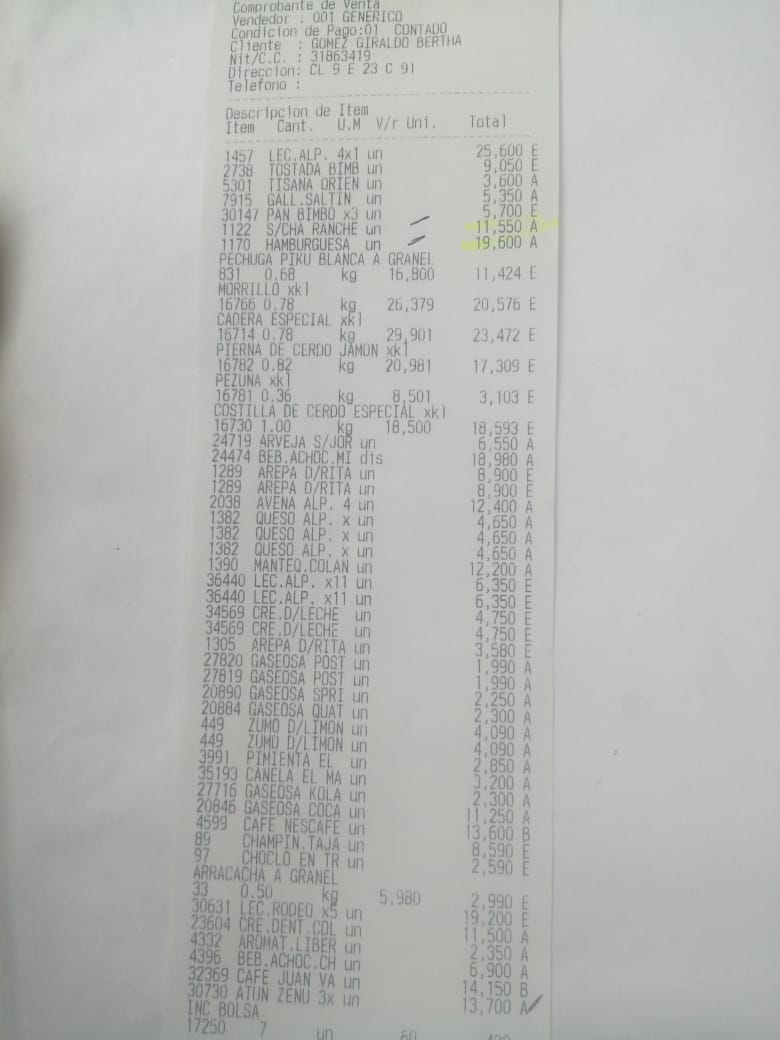 Comprobante de Venta
Vendedor : 001 GENERICO
Condicion de Pago:01 CONTADO
Cliente : GOMEZ GIRALDO BERTHA
Nit/C.C. : 31863419
Direccion: CL 9 E 23 C 91
Telefono :
Descripcion de Item
Item Cant. U.M V/r Uni. Total
1457 LEC.ALP. 4x1 un 25,600 E
2738 TOSTADA BIMB un 9,050 E
5301 TISANA ORIEN un 3,600 A
7915 GALL.SALTIN un 5,350 A
30147 PAN BIMBO x3 un 5,700 E
1122 S/CHA RANCHE un 11,550 A
1170 HAMBURGUESA un 19,600 A
PECHUGA PIKU BLANCA A GRANEL
831 0.68 kg 16,800 11,424 E
MORRILLO xk1
16766 0.78 kg 26,379 20,576 E
CADERA ESPECIAL xk1
16714 0.78 kg 29,901 23,472 E
PIERNA DE CERDO JAMON xk1
16782 0.82 kg 20,981 17,309 E
PEZUNA xk1
16781 0.36 kg 8,501 3,103 E
COSTILLA DE CERDO ESPECIAL xk1
16730 1.00 kg 18,500 18,593 E
24719 ARVEJA S/JOR un 6,550 A
24474 BEB.ACHOC.MI dis 18,980 A
1289 AREPA D/RITA un 8,900 E
1289 AREPA D/RITA un 8,900 E
2038 AVENA ALP. 4 un 12,400 A
1382 QUESO ALP. x un 4,650 A
1382 QUESO ALP. x un 4,650 A
1382 QUESO ALP. x un 4,650 A
1390 MANTEQ.COLAN un 12,200 A
36440 LEC.ALP. x11 un 6,350 E
36440 LEC.ALP. x11 un 6,350 E
34569 CRE.D/LECHE un 4,750 E
34569 CRE.D/LECHE un 4,750 E
1305 AREPA D/RITA un 3,580 E
27820 GASEOSA POST un 1,990 A
27819 GASEOSA POST un 1,990 A
20890 GASEOSA SPRI un 2,250 A
20884 GASEOSA QUAT un 2,300 A
449 ZUMO D/LIMON un 4,090 A
449 ZUMO D/LIMON un 4,090 A
3991 PIMIENTA EL un 2,850 A
35193 CANELA EL MA un 3,200 A
27716 GASEOSA KOLA un 2,300 A
20846 GASEOSA COCA un 11,250 A
4599 CAFE NESCAFE un 13,600 B
89 CHAMPIN.TAJA un 8,590 E
97 CHOCLO EN TR un 2,590 E
ARRACACHA A GRANEL
33 0.50 kg 5,980 2,990 E
30631 LEC.RODEO x5 un 19,200 E
23604 CRE.DENT.COL un 11,500 A
4332 AROMAT.LIBER un 2,350 A
4396 BEB.ACHOC.CH un 6,900 A
32369 CAFE JUAN VA un 14,150 B
30730 ATUN ZENU 3x un 13,700 A
INC BOLSA
17250 7 un 60